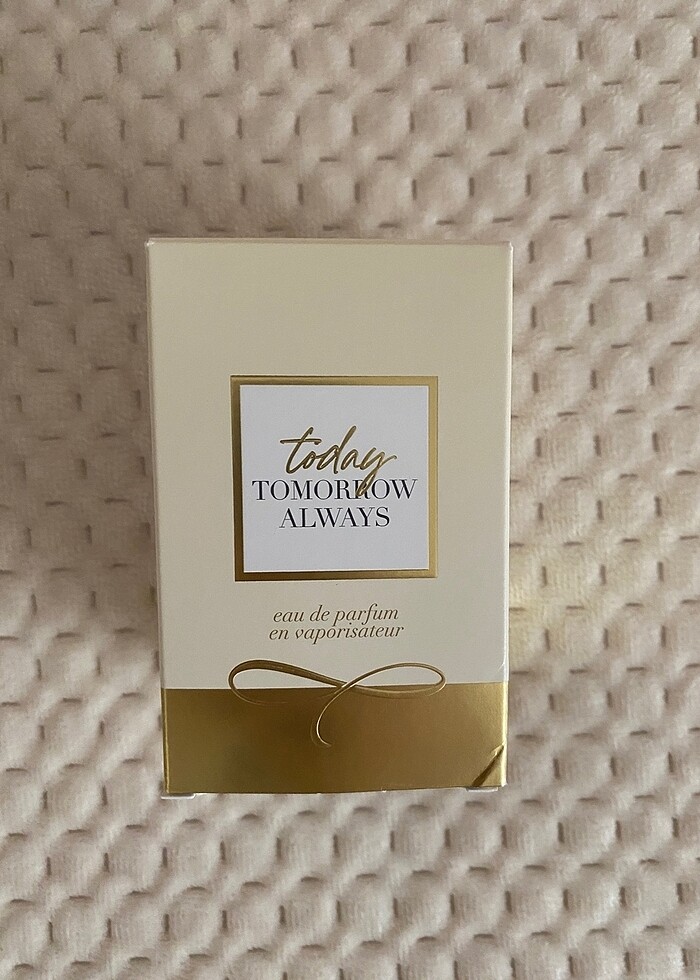 today
TOMORROW
ALWAYS
eau de parfum
en vaporisateur